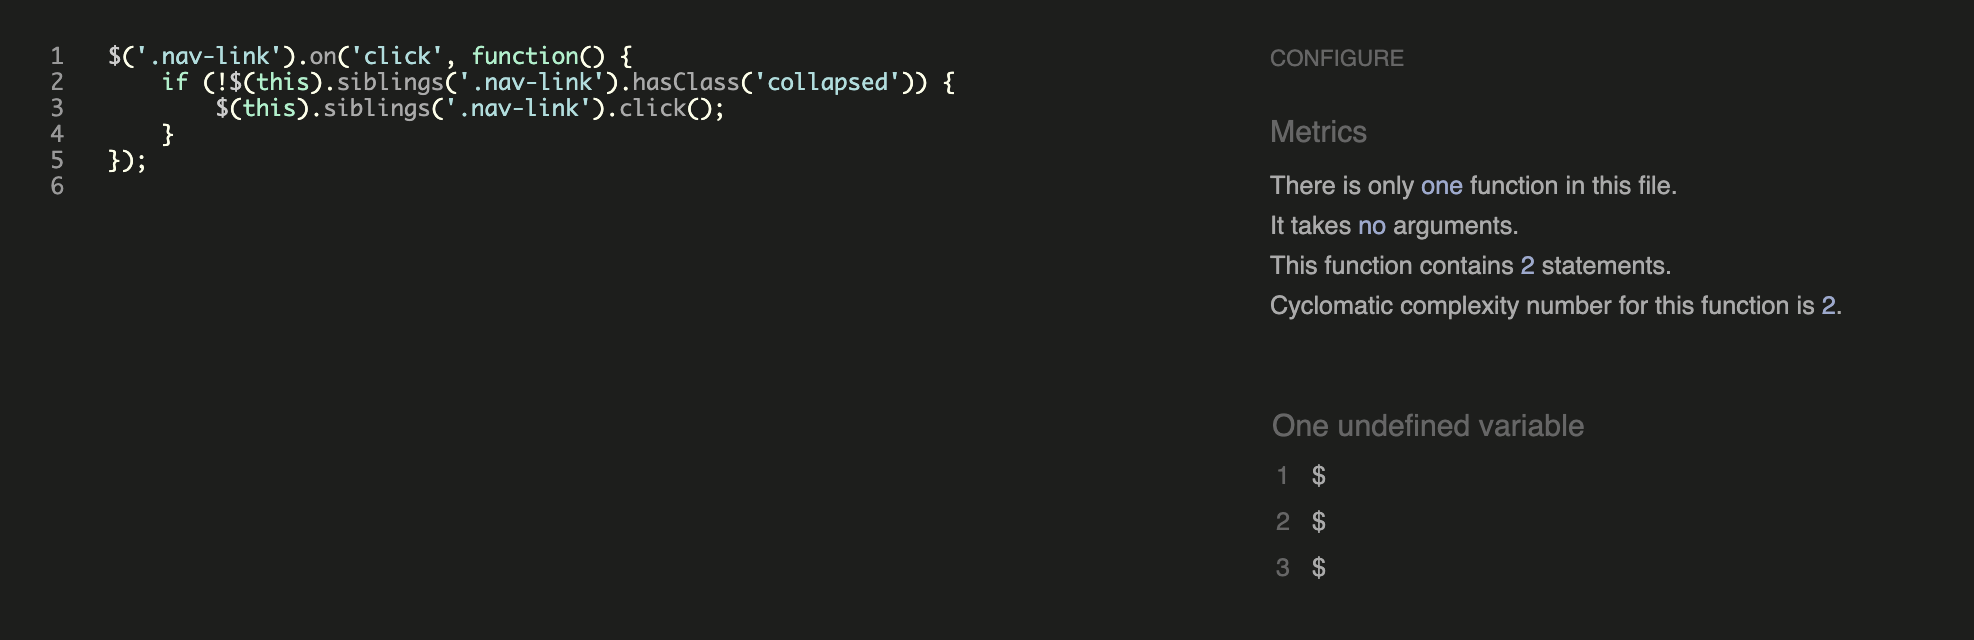 1 $('.nav-link').on('click', function() {
2 if (!$(this).siblings('.nav-link').hasClass('collapsed')) {
3 $(this).siblings('.nav-link').click();
4 }
5 });
6
CONFIGURE
Metrics
There is only one function in this file.
It takes no arguments.
This function contains 2 statements.
Cyclomatic complexity number for this function is 2.
One undefined variable
1 $
2 $
3 $